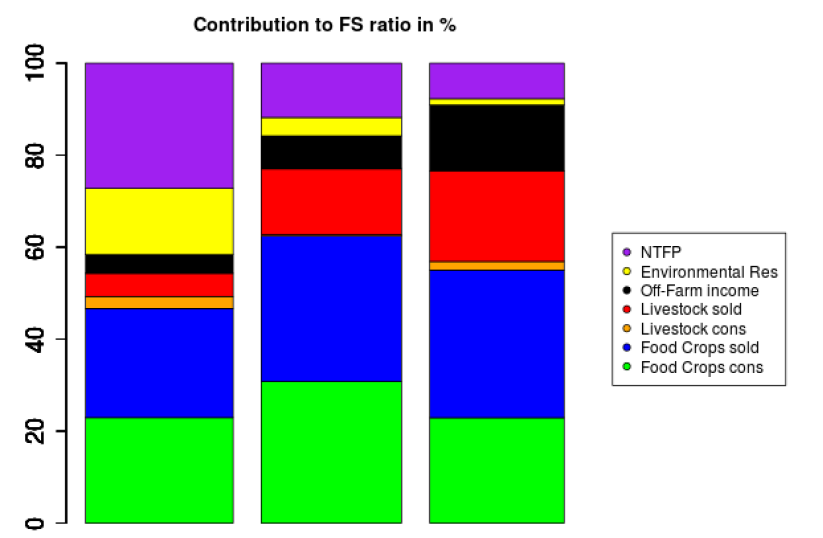 Contribution to FS ratio in %
100
80
60
40
20
0
NTFP
Environmental Res
Off-Farm income
Livestock sold
Livestock cons
Food Crops sold
Food Crops cons